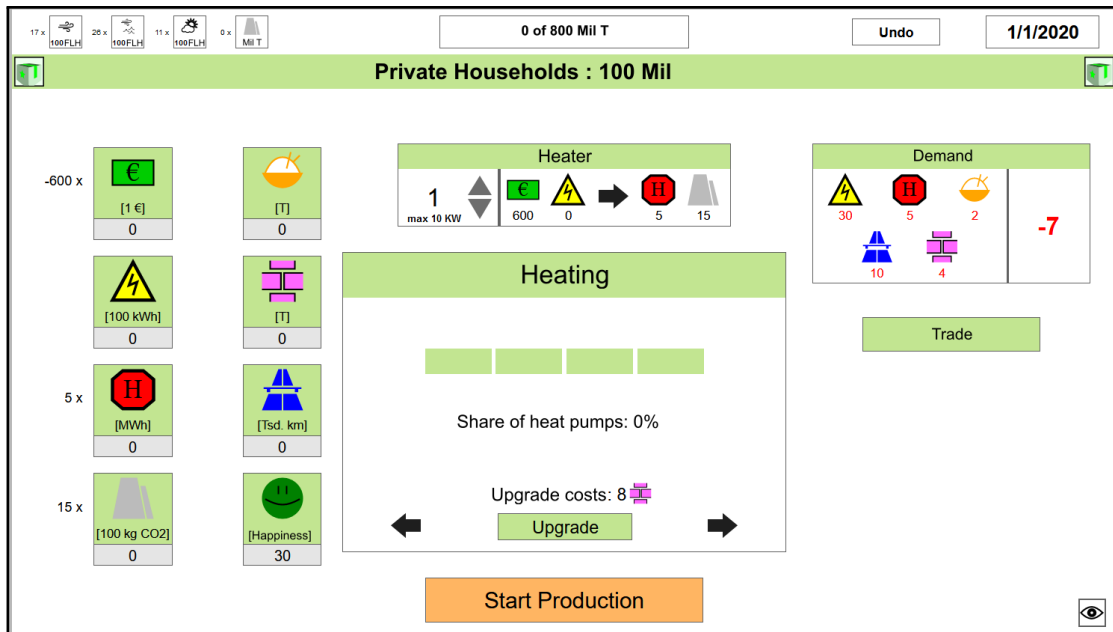 17 x 100FLH 26 x 100FLH 11 x 100FLH 0 x Mil T
0 of 800 Mil T
Undo
1/1/2020
Private Households : 100 Mil
-600 x
€
[1 €]
0
[T]
0
[100 kWh]
0
[T]
0
5 x
H
[MWh]
0
[Tsd. km]
0
15 x
[100 kg CO2]
0
[Happiness]
30
Heater
1
max 10 KW
€ H
600 0 5 15
Heating
Share of heat pumps: 0%
Upgrade costs: 8
Upgrade
Start Production
Demand
H
30 5 2
-7
10 4
Trade